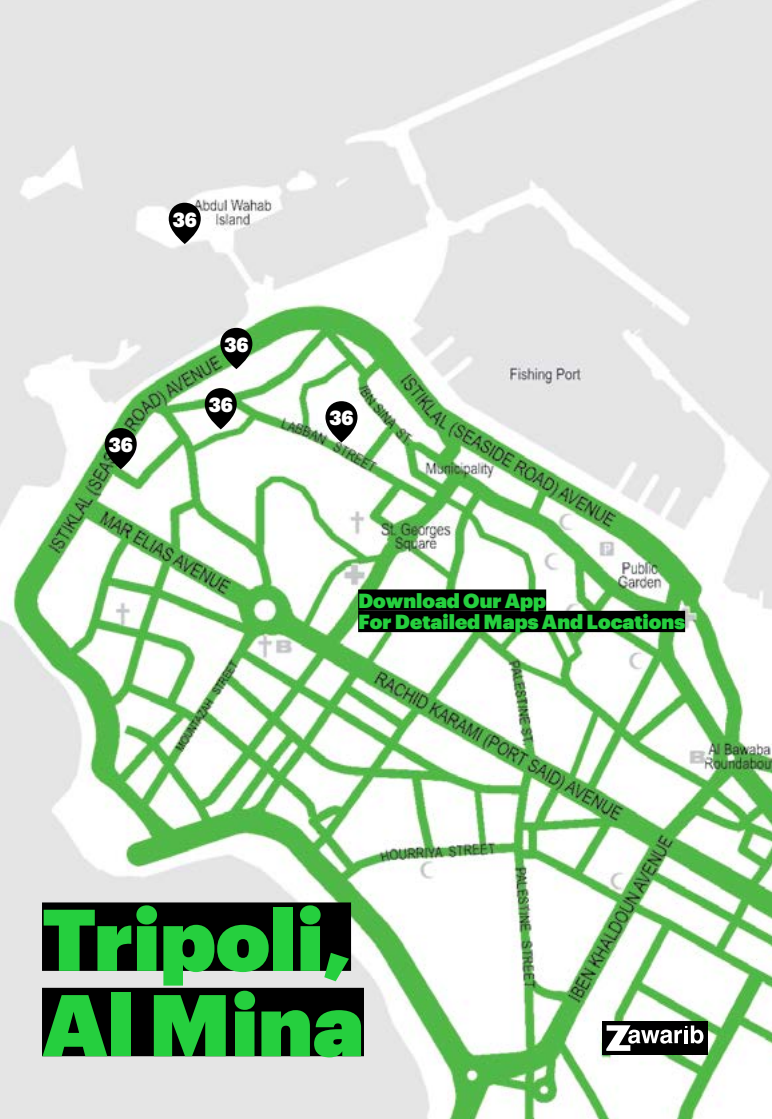 36
Abdul Wahab
Island
36
36
36
36
ISTIKLAL (SEASIDE ROAD) AVENUE
LABBAN STREET
IBN SINA ST.
ISTIKLAL (SEASIDE ROAD) AVENUE
Fishing Port
Municipality
MAR ELIAS AVENUE
St. Georges
Square
P
Public
Garden
Download Our App
For Detailed Maps And Locations
B
MOUNTAZAH STREET
RACHID KARAMI (PORT SAID) AVENUE
PALESTINE ST.
B
Al Bawaba
Roundabout
HOURRIYA STREET
PALESTINE STREET
IBEN KHALDOUN AVENUE
Tripoli,
Al Mina
Zawarib